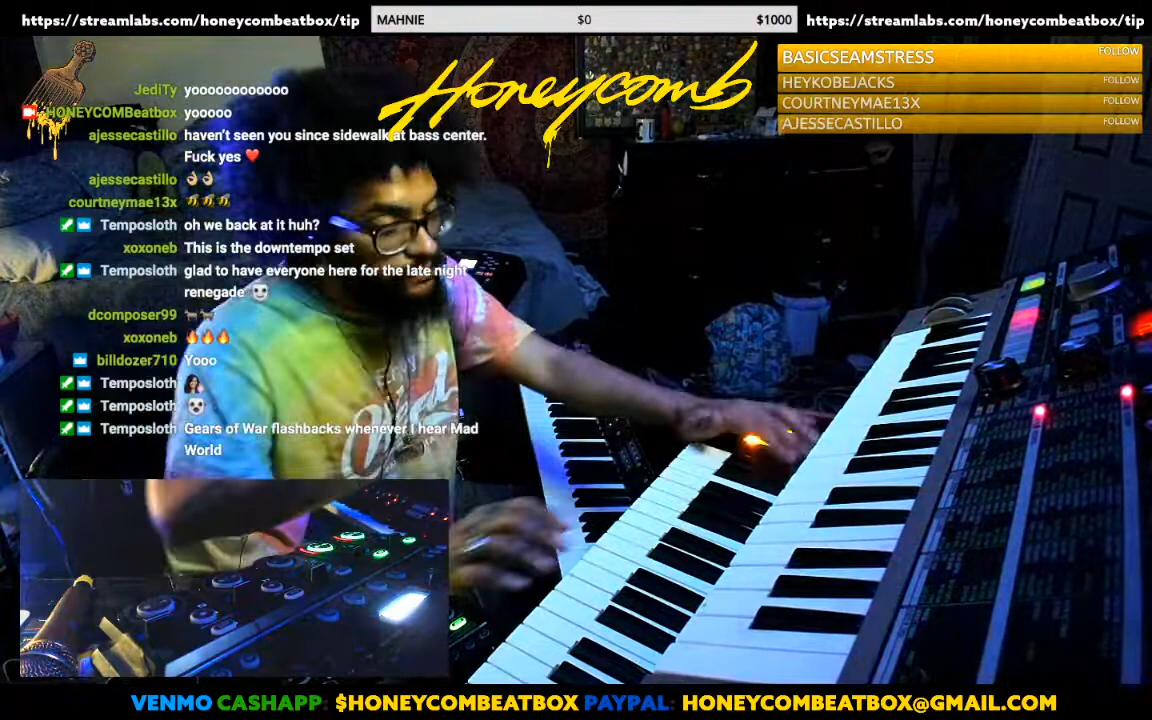 https://streamlabs.com/honeycombeatbox/tip
MAHNIE $0 $1000
https://streamlabs.com/honeycombeatbox/tip
Honeycomb
BASICSEAMSTRESS FOLLOW
HEYKOBEJACKS FOLLOW
COURTNEYMAE13X FOLLOW
AJESSECASTILLO FOLLOW
JediTy yoooooooooooo
HONEYCOMBeatbox yooooo
ajessecastillo haven't seen you since sidewalk at bass center.
Fuck yes ❤️
ajessecastillo 👌🏼👌🏼
courtneymae13x 🐝🐝🐝
Temposloth oh we back at it huh?
xoxoneb This is the downtempo set
Temposloth glad to have everyone here for the late night
renegade
dcomposer99 🐐🐐
xoxoneb 🔥🔥🔥
billdozer710 Yooo
Temposloth
Temposloth
Temposloth Gears of War flashbacks whenever I hear Mad
World
VENMO CASHAPP: $HONEYCOMBEATBOX PAYPAL: HONEYCOMBEATBOX@GMAIL.COM